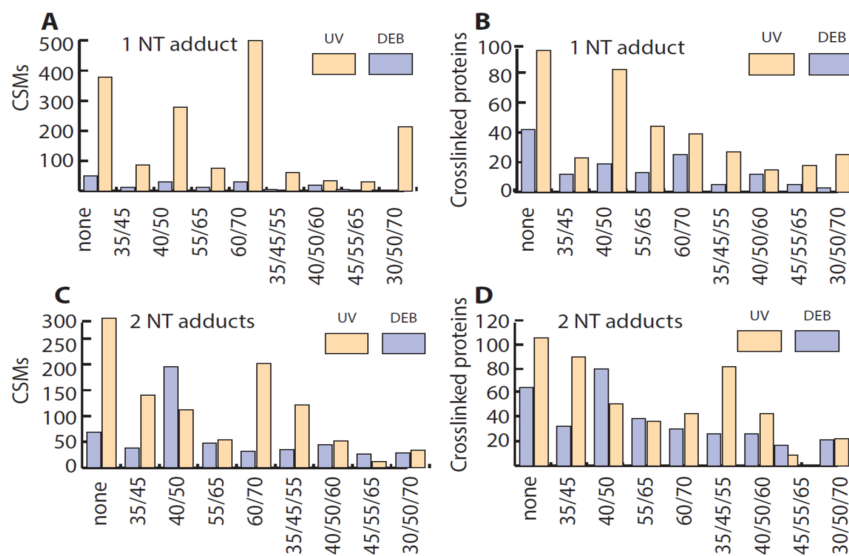 A
1 NT adduct
UV
DEB
CSMs
500
400
300
200
100
none
35/45
40/50
55/65
60/70
35/45/55
40/50/60
45/55/65
30/50/70
B
1 NT adduct
UV
DEB
Crosslinked proteins
100
80
60
40
20
0
none
35/45
40/50
55/65
60/70
35/45/55
40/50/60
45/55/65
30/50/70
C
2 NT adducts
UV
DEB
CSMs
300
250
200
150
100
50
0
none
35/45
40/50
55/65
60/70
35/45/55
40/50/60
45/55/65
30/50/70
D
2 NT adducts
UV
DEB
Crosslinked proteins
120
100
80
60
40
20
none
35/45
40/50
55/65
60/70
35/45/55
40/50/60
45/55/65
30/50/70